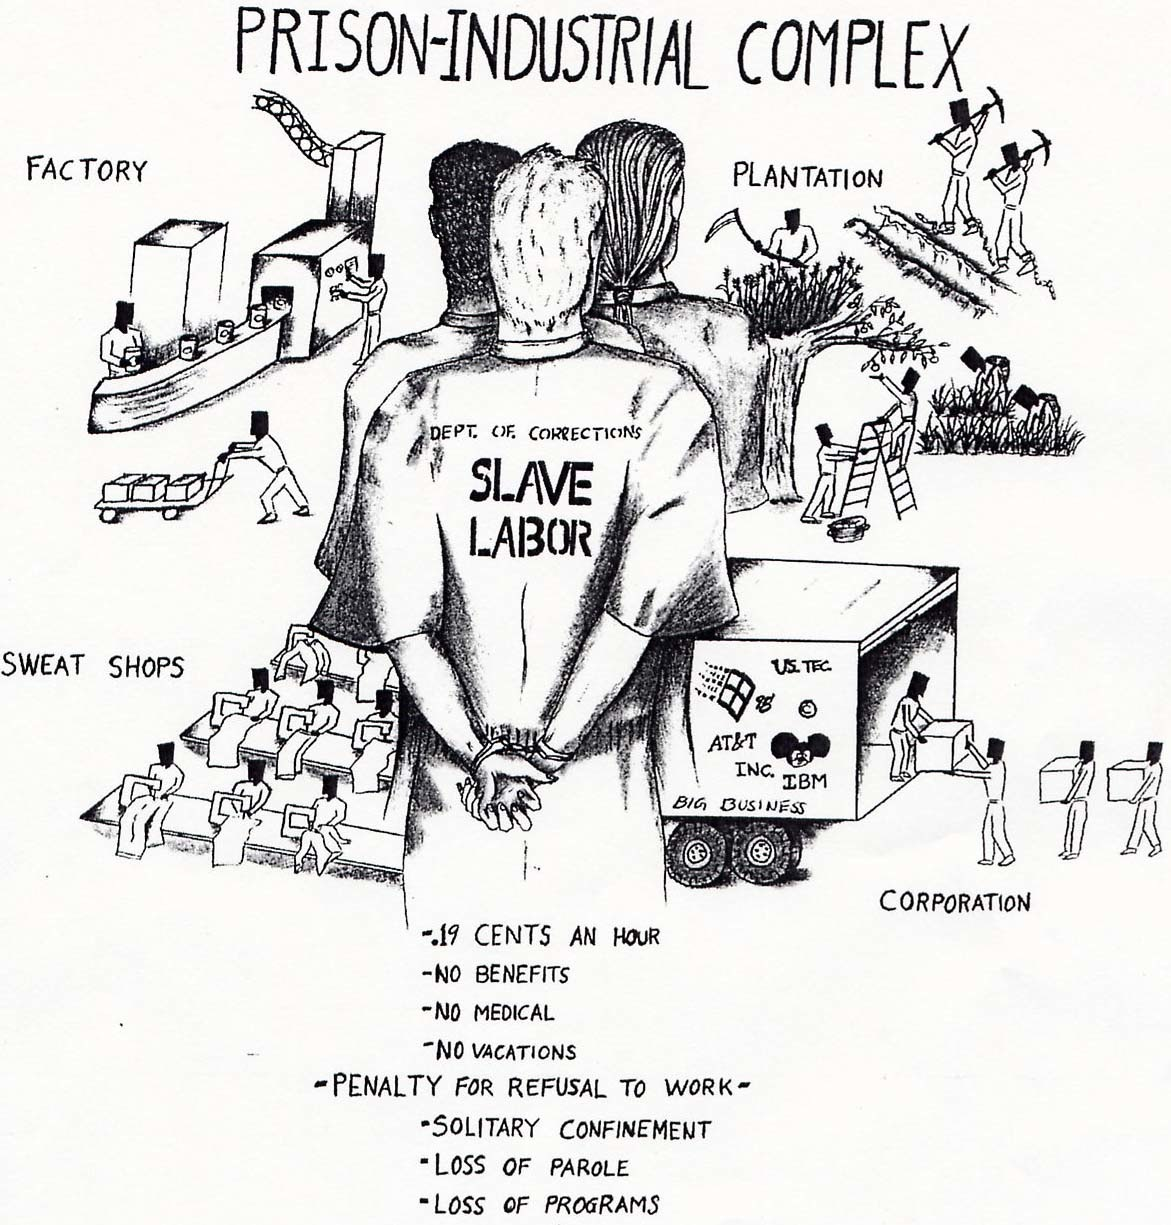 PRISON-INDUSTRIAL COMPLEX
FACTORY
PLANTATION
DEPT. OF. CORRECTIONS
SLAVE
LABOR
SWEAT SHOPS
U.S. TEC.
©
AT&T
INC.
IBM
BIG BUSINESS
CORPORATION
-.19 CENTS AN HOUR
-NO BENEFITS
-NO MEDICAL
-NO VACATIONS
-PENALTY FOR REFUSAL TO WORK-
-SOLITARY CONFINEMENT
-LOSS OF PAROLE
-LOSS OF PROGRAMS